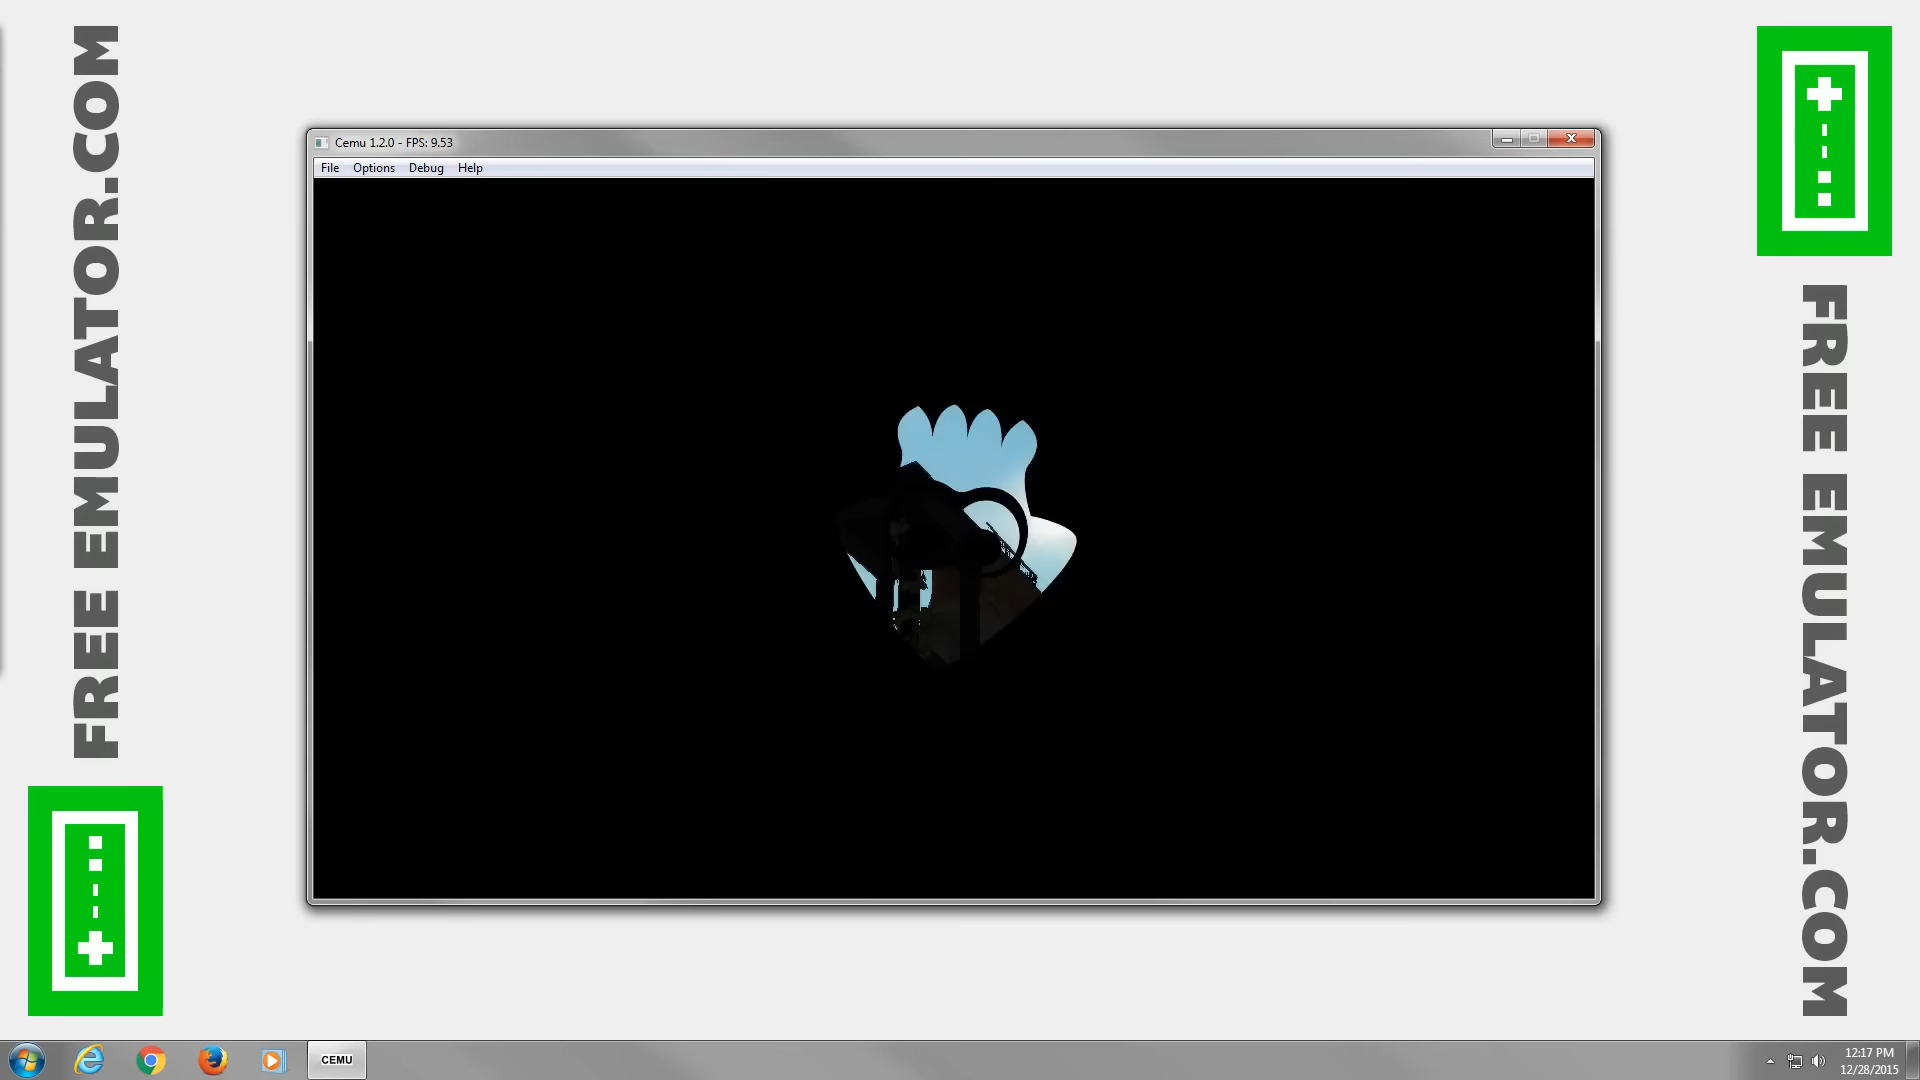 FREE EMULATOR.COM
Cemu 1.2.0 - FPS: 9.53
File Options Debug Help
FREE EMULATOR.COM
CEMU
12:17 PM
12/28/2015